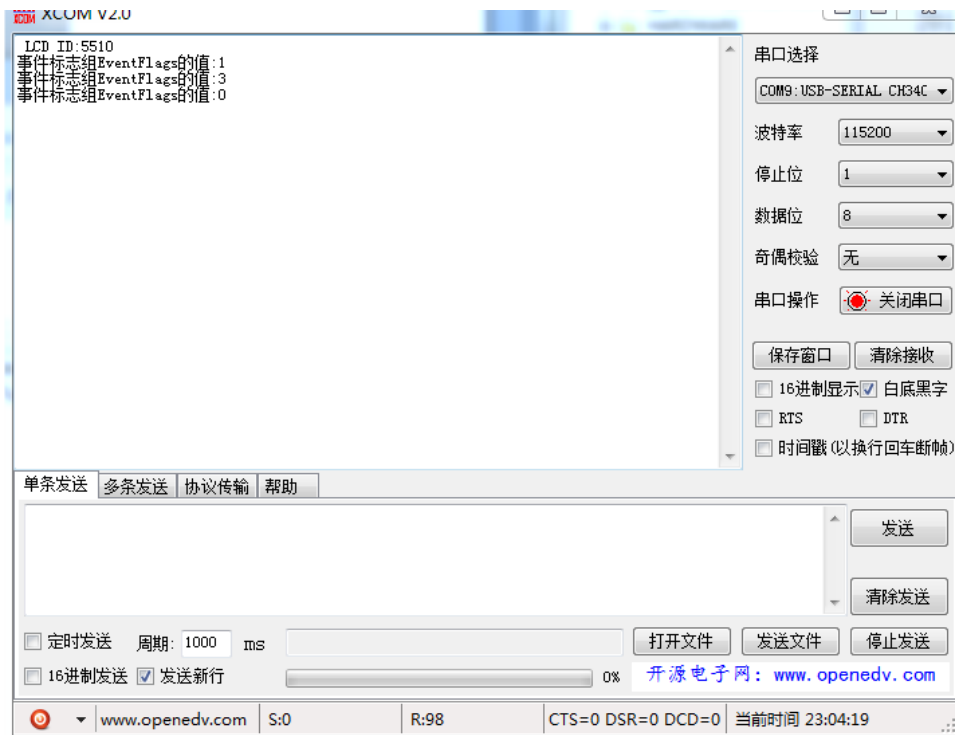 XCOM V2.0
LCD ID:5510
事件标志组EventFlags的值:1
事件标志组EventFlags的值:3
事件标志组EventFlags的值:0
串口选择
COM9:USB-SERIAL CH34C
波特率 115200
停止位 1
数据位 8
奇偶校验 无
串口操作 关闭串口
保存窗口 清除接收
16进制显示 白底黑字
RTS DTR
时间戳(以换行回车断帧)
单条发送 多条发送 协议传输 帮助
发送
清除发送
定时发送 周期: 1000 ms 打开文件 发送文件 停止发送
16进制发送 发送新行 0% 开源电子网: www.openedv.com
www.openedv.com S:0 R:98 CTS=0 DSR=0 DCD=0 当前时间 23:04:19